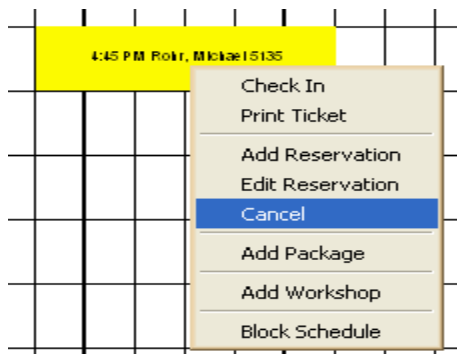 4:45 PM Rohr, Michael 5135
Check In
Print Ticket
Add Reservation
Edit Reservation
Cancel
Add Package
Add Workshop
Block Schedule